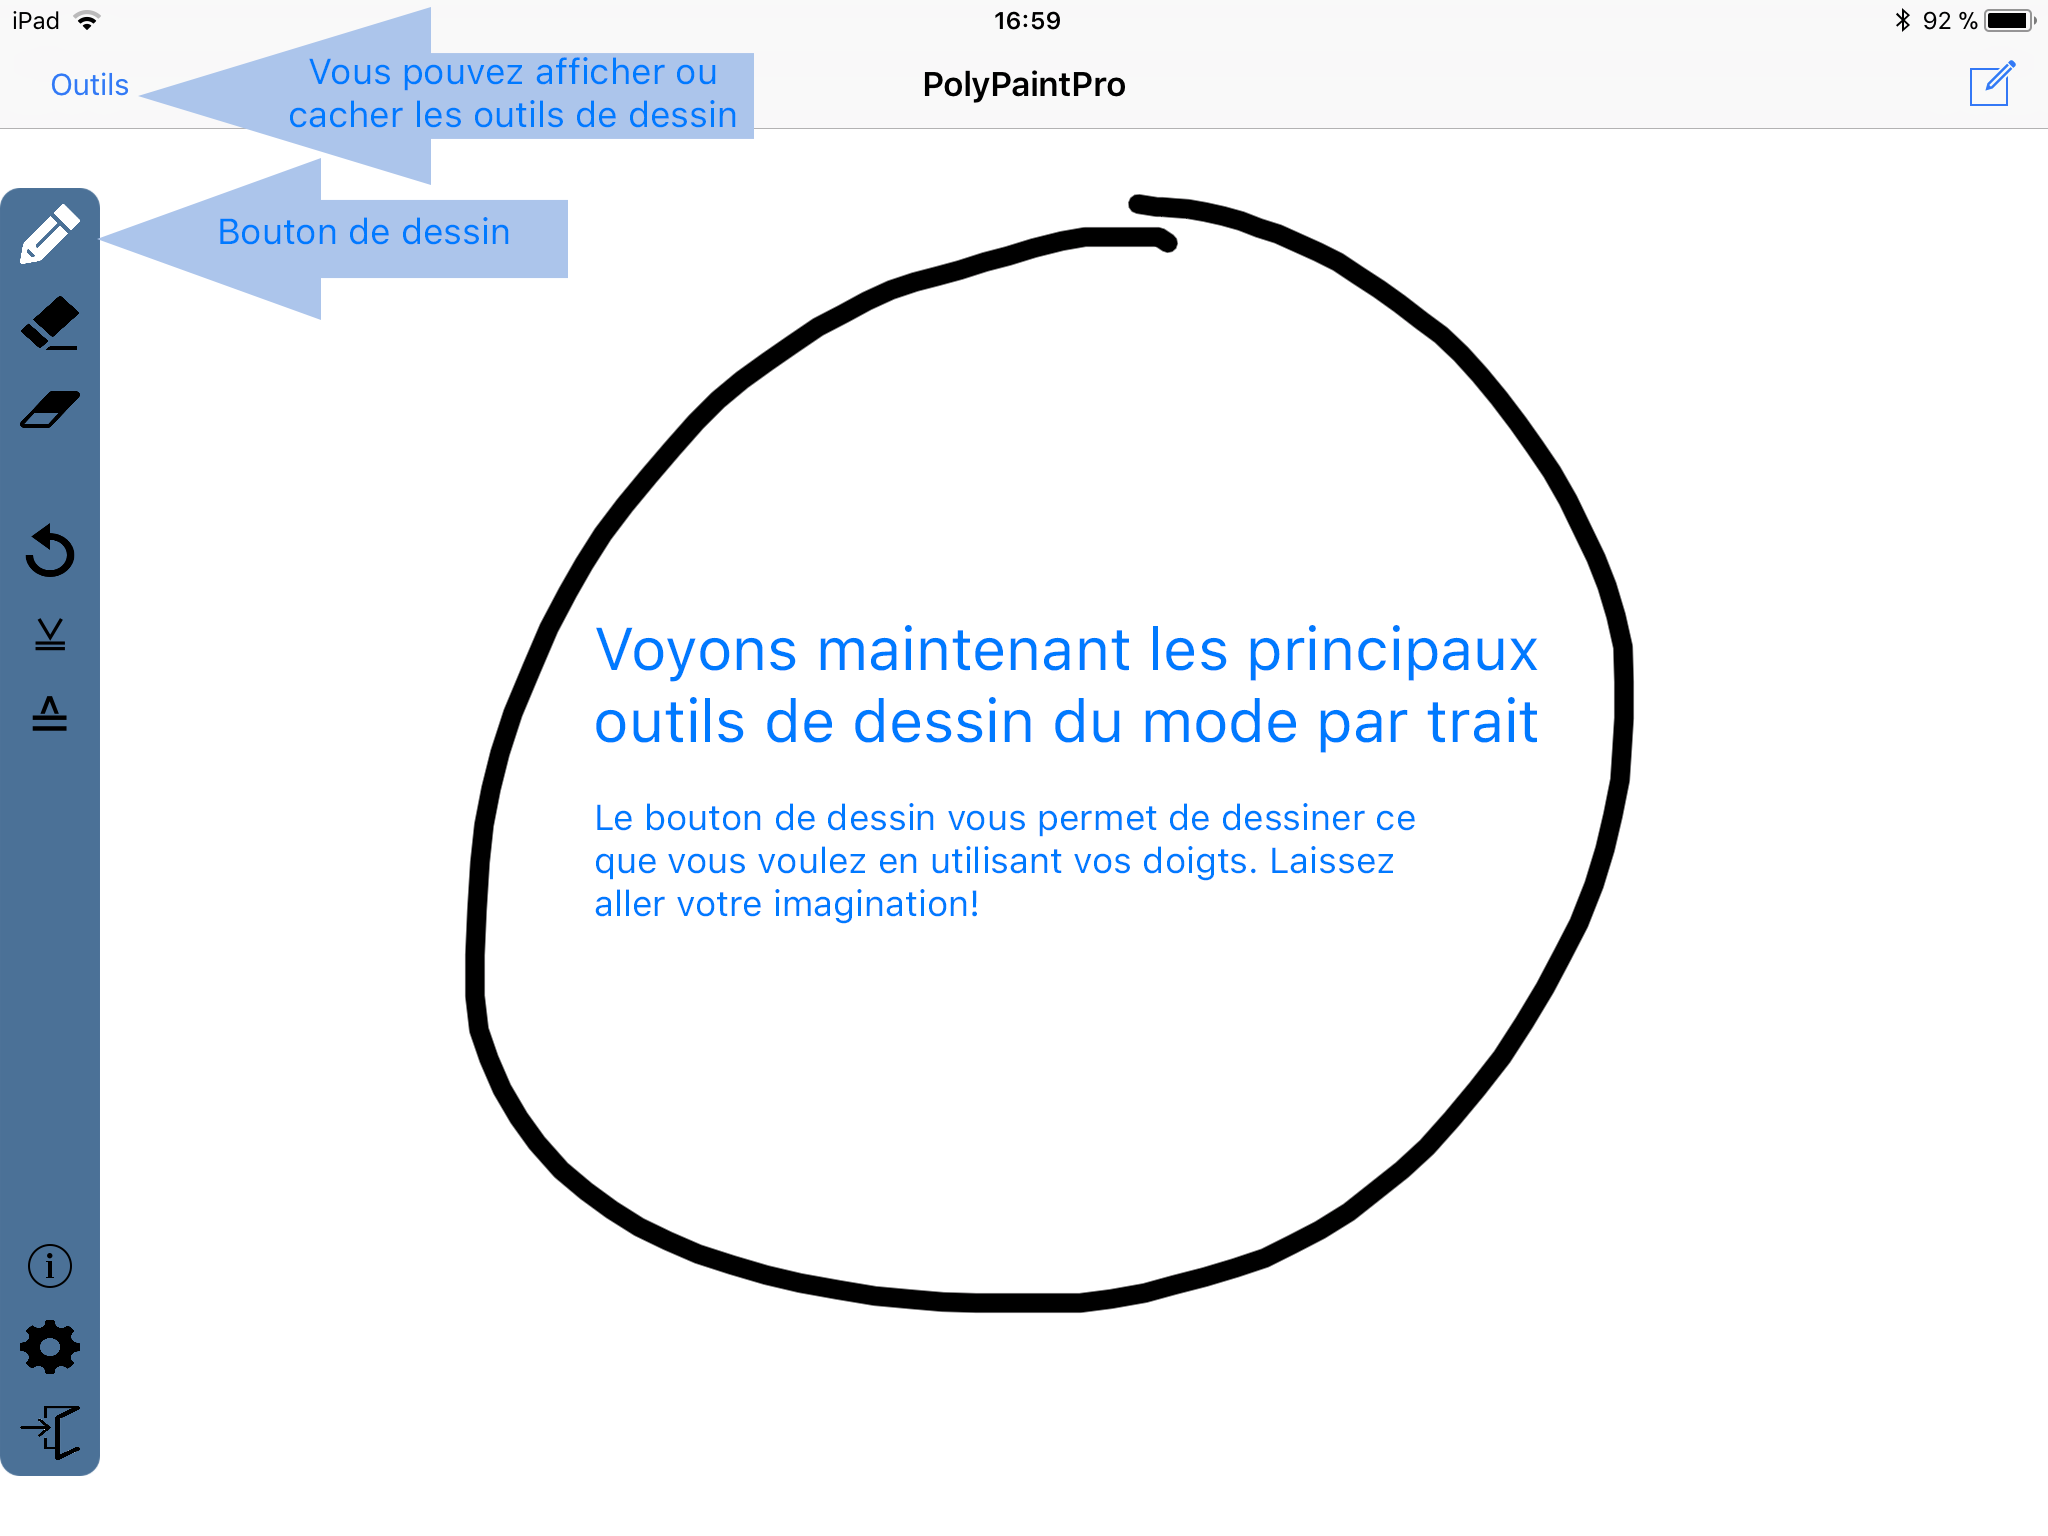 iPad
16:59
92 %
Outils
Vous pouvez afficher ou
cacher les outils de dessin
PolyPaintPro
Bouton de dessin
Voyons maintenant les principaux
outils de dessin du mode par trait
Le bouton de dessin vous permet de dessiner ce
que vous voulez en utilisant vos doigts. Laissez
aller votre imagination!